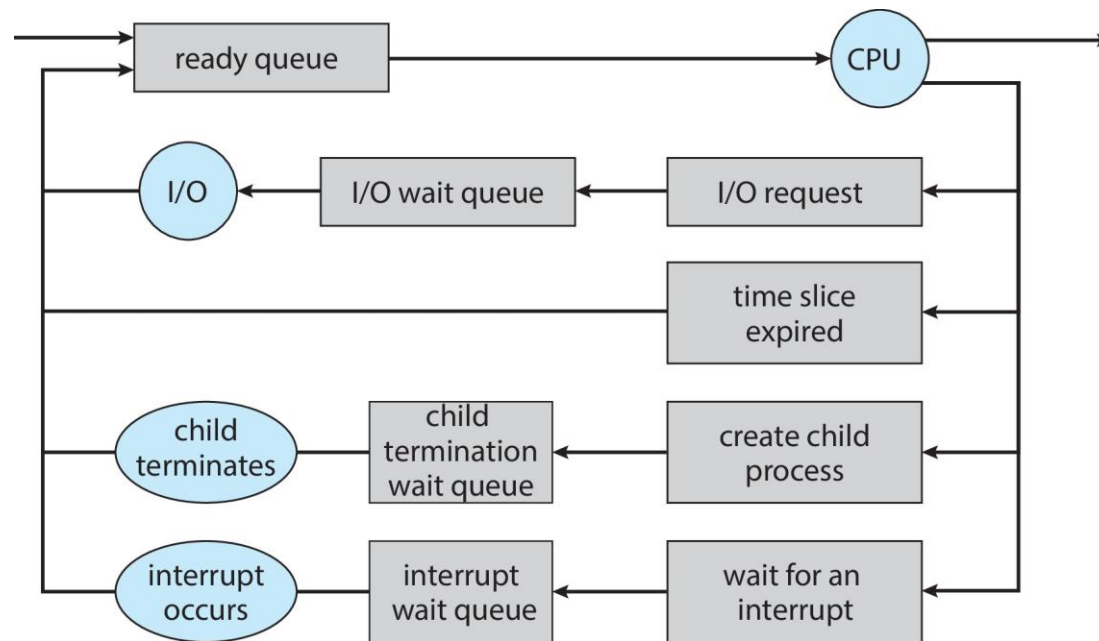 ready queue
CPU
I/O
I/O wait queue
I/O request
time slice
expired
child
terminates
child
termination
wait queue
create child
process
interrupt
occurs
interrupt
wait queue
wait for an
interrupt